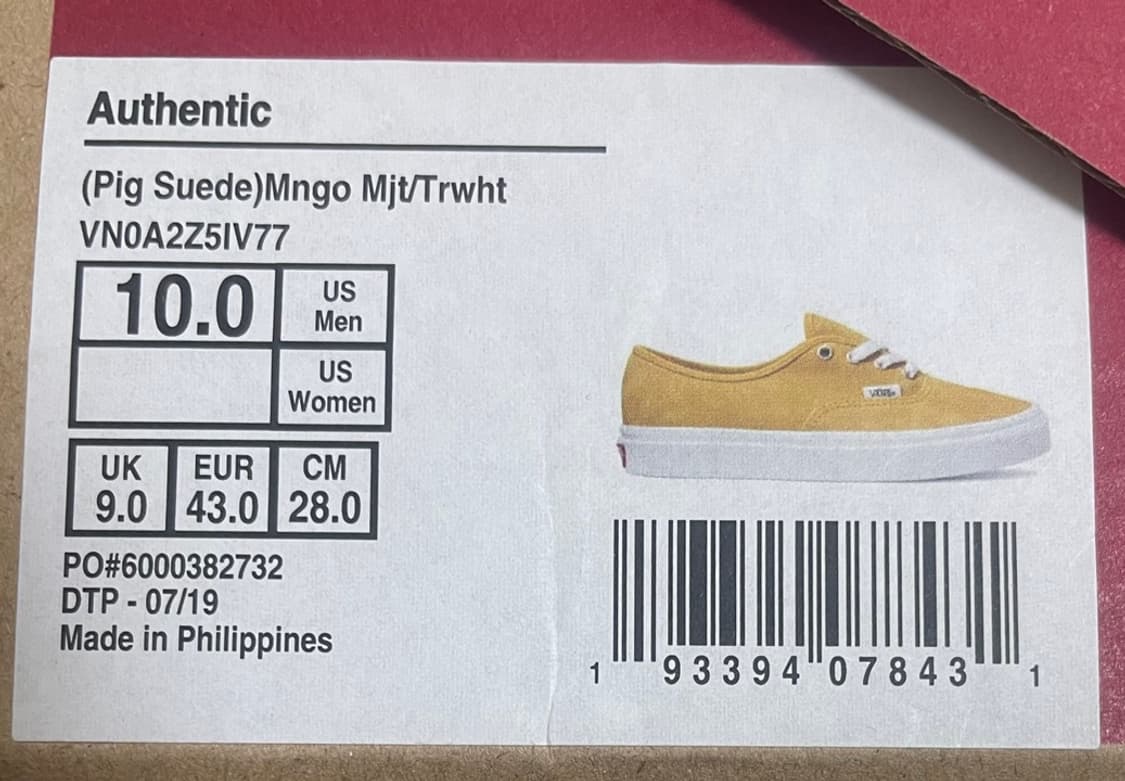 Authentic
(Pig Suede)Mngo Mjt/Trwht
VN0A2Z5IV77
10.0 US Men
US Women
UK EUR CM
9.0 43.0 28.0
PO#6000382732
DTP - 07/19
Made in Philippines
VANS
1 93394 07843 1